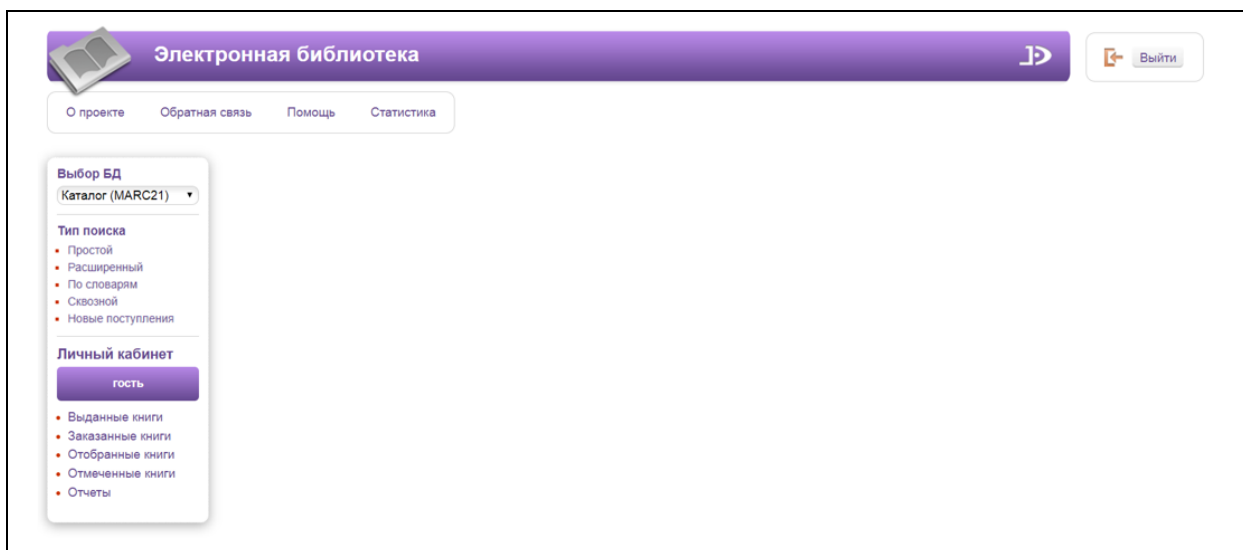 Электронная библиотека
Выйти
О проекте Обратная связь Помощь Статистика
Выбор БД
Каталог (MARC21)
Тип поиска
Простой
Расширенный
По словарям
Сквозной
Новые поступления
Личный кабинет
гость
Выданные книги
Заказанные книги
Отобранные книги
Отмеченные книги
Отчеты